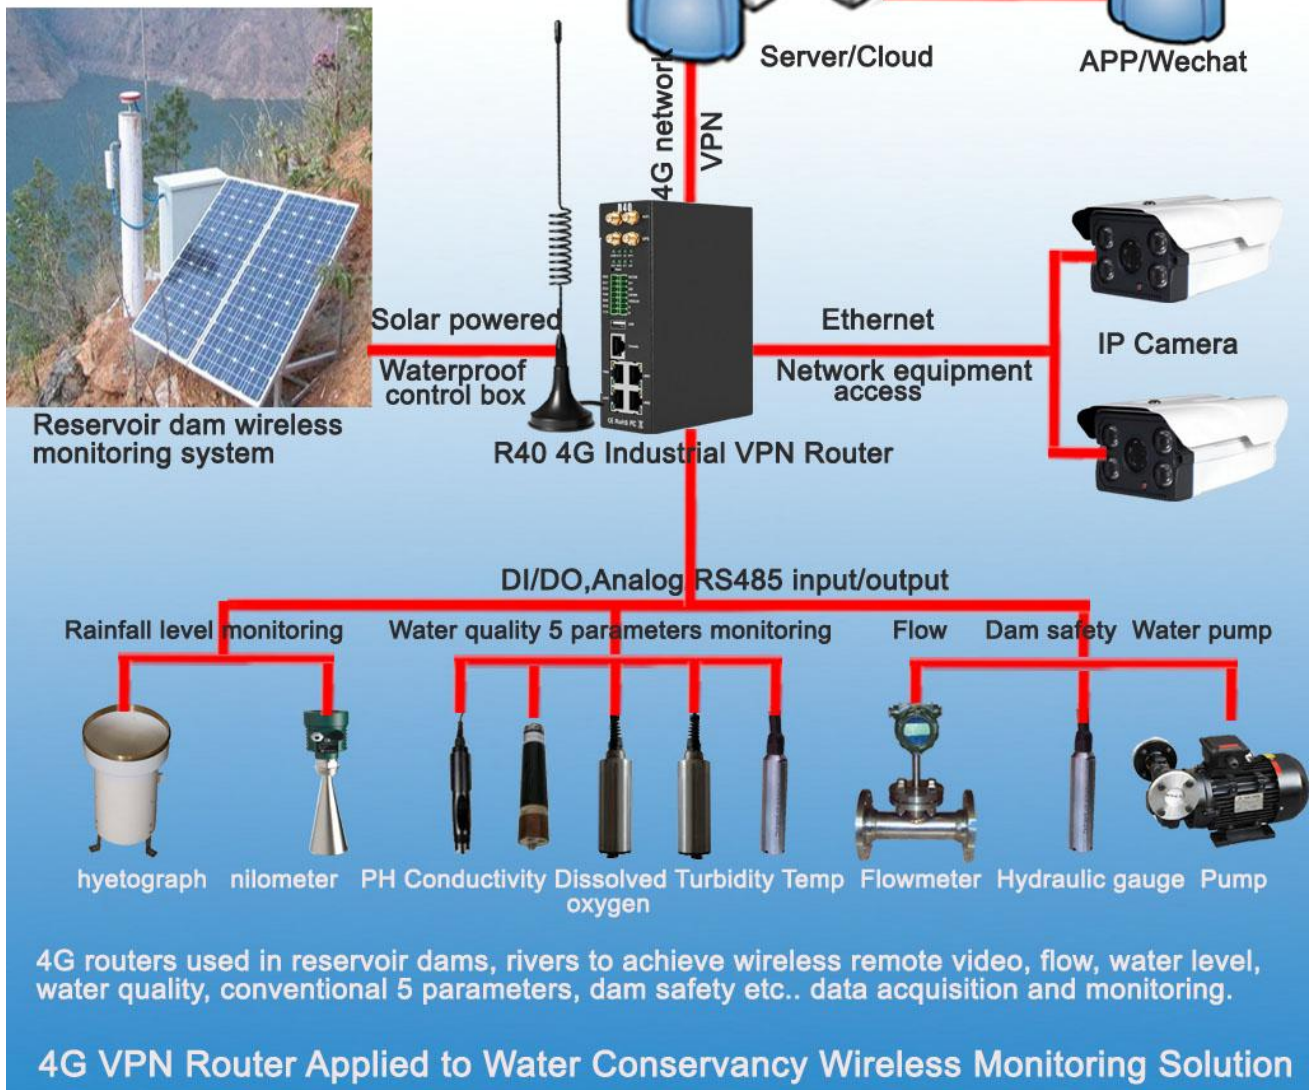 Server/Cloud
APP/Wechat
4G network
VPN
R40
Solar powered
Waterproof
control box
Ethernet
Network equipment
access
IP Camera
Reservoir dam wireless
monitoring system
R40 4G Industrial VPN Router
DI/DO,Analog RS485 input/output
Rainfall level monitoring
Water quality 5 parameters monitoring
Flow
Dam safety
Water pump
hyetograph
nilometer
PH
Conductivity
Dissolved
oxygen
Turbidity
Temp
Flowmeter
Hydraulic gauge
Pump
4G routers used in reservoir dams, rivers to achieve wireless remote video, flow, water level,
water quality, conventional 5 parameters, dam safety etc.. data acquisition and monitoring.
4G VPN Router Applied to Water Conservancy Wireless Monitoring Solution